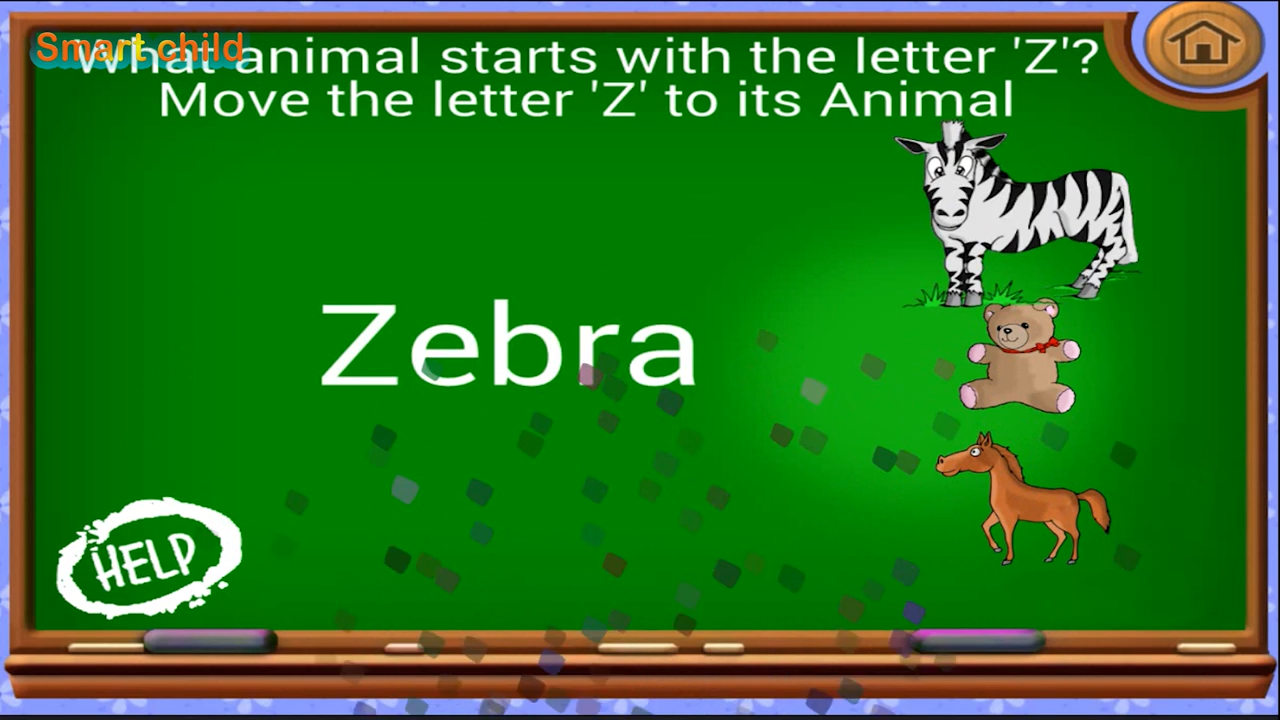 Smart child
What animal starts with the letter 'Z'?
Move the letter 'Z' to its Animal
Zebra
HELP